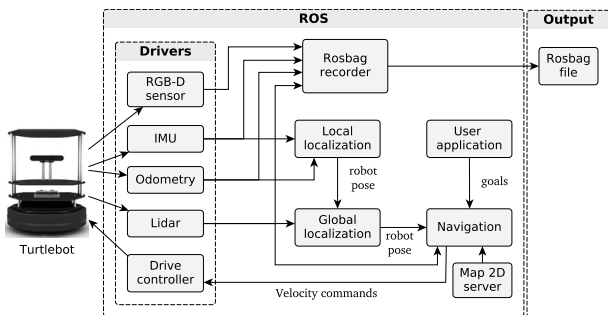 ROS
Output
Drivers
RGB-D
sensor
Rosbag
recorder
Rosbag
file
IMU
Local
localization
User
application
Odometry
robot
pose
goals
Lidar
Global
localization
robot
pose
Navigation
Turtlebot
Drive
controller
Map 2D
server
Velocity commands